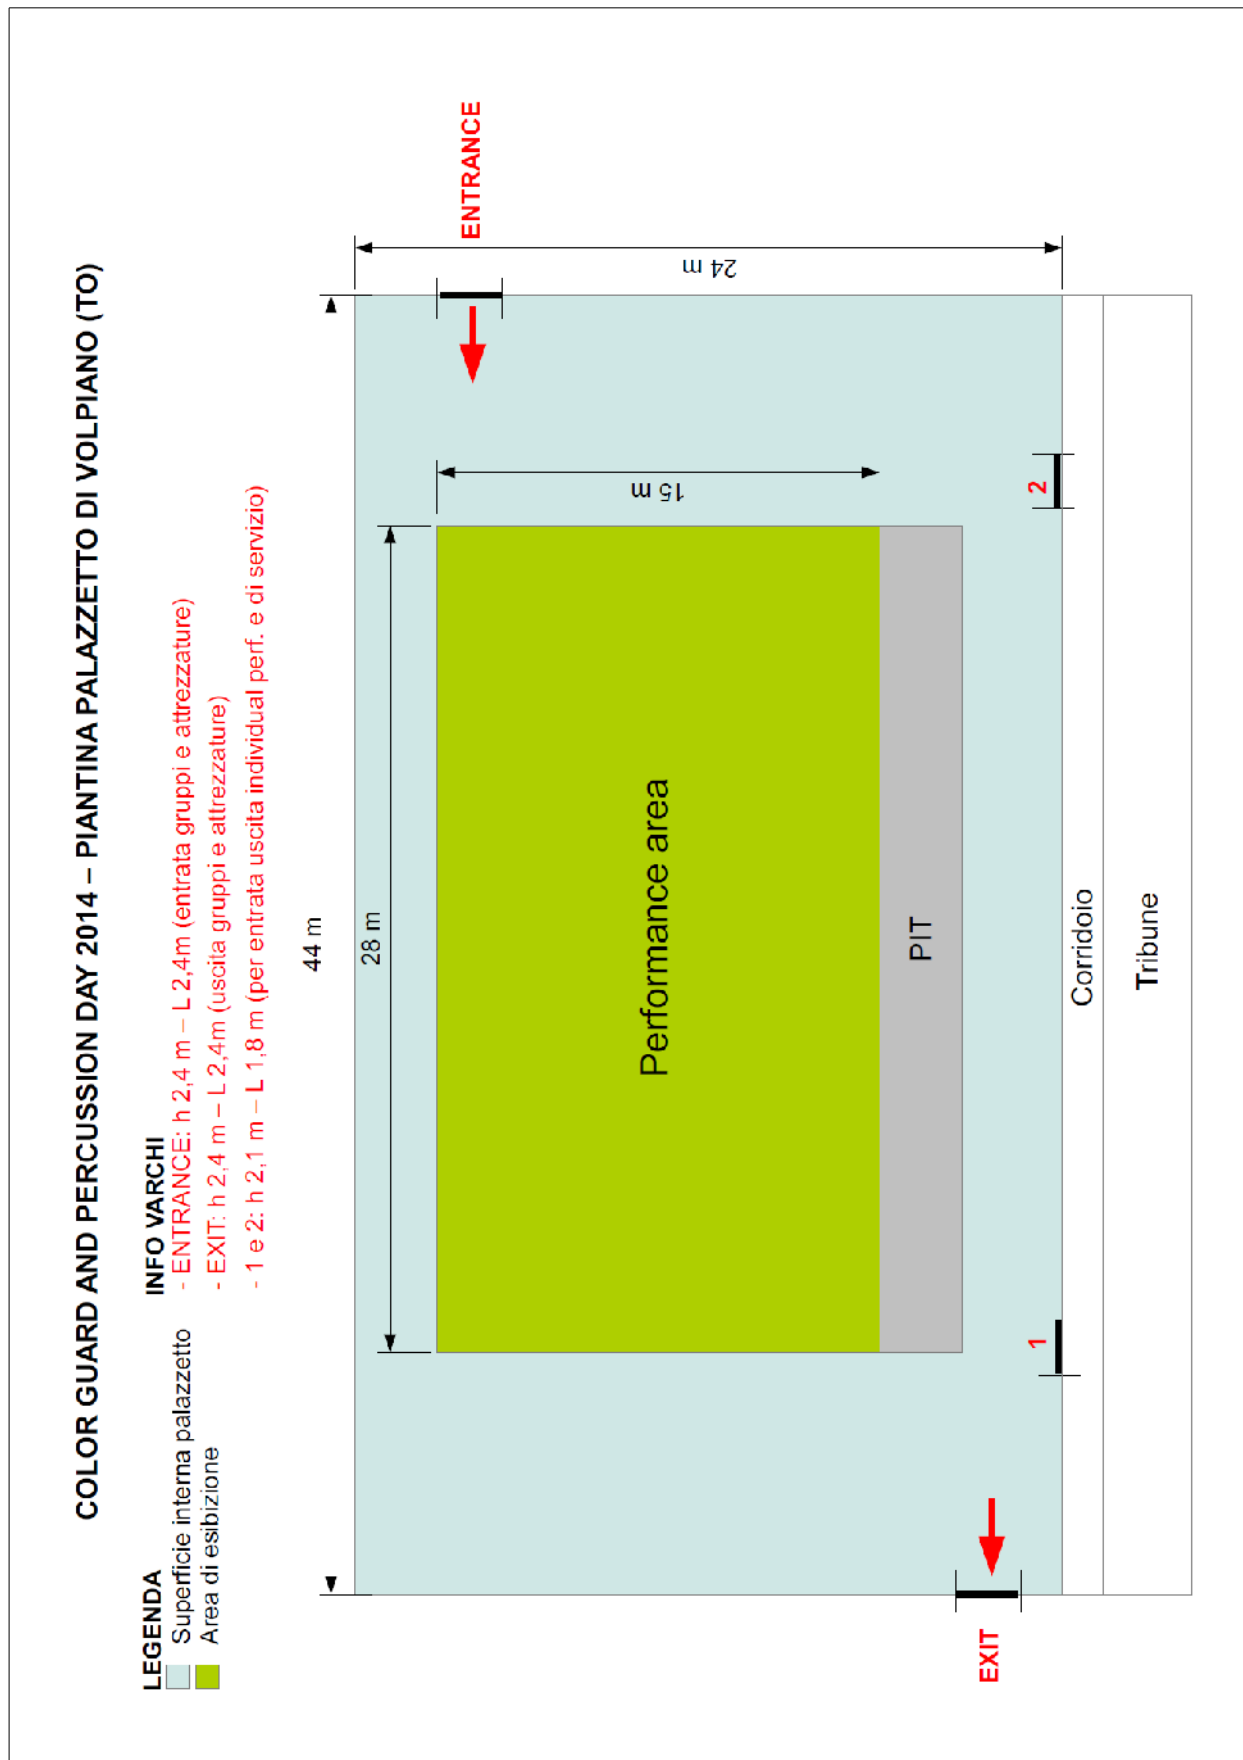 COLOR GUARD AND PERCUSSION DAY 2014 – PIANTINA PALAZZETTO DI VOLPIANO (TO)
LEGENDA
Superficie interna palazzetto
Area di esibizione
INFO VARCHI
- ENTRANCE: h 2,4 m – L 2,4m (entrata gruppi e attrezzature)
- EXIT: h 2,4 m – L 2,4m (uscita gruppi e attrezzature)
- 1 e 2: h 2,1 m – L 1,8 m (per entrata uscita individual perf. e di servizio)
44 m
28 m
ENTRANCE
24 m
15 m
Performance area
PIT
EXIT
1
2
Corridoio
Tribune